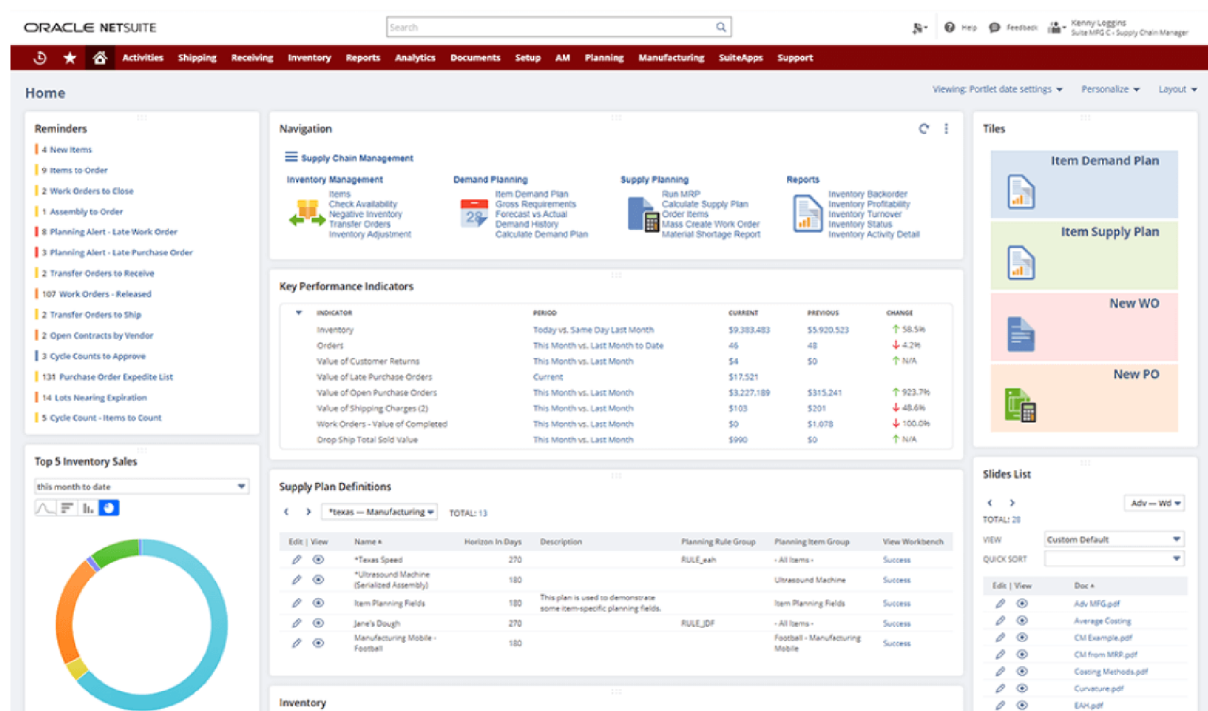 ORACLE NETSUITE
Search
Help
Feedback
Kenny Loggins
Suite MFG C - Supply Chain Manager
Activities Shipping Receiving Inventory Reports Analytics Documents Setup AM Planning Manufacturing SuiteApps Support
Home
Viewing: Portlet date settings Personalize Layout
Reminders
4 New Items
9 Items to Order
2 Work Orders to Close
1 Assembly to Order
8 Planning Alert - Late Work Order
3 Planning Alert - Late Purchase Order
2 Transfer Orders to Receive
107 Work Orders - Released
2 Transfer Orders to Ship
2 Open Contracts by Vendor
3 Cycle Counts to Approve
131 Purchase Order Expedite List
14 Lots Nearing Expiration
5 Cycle Count - Items to Count
Top 5 Inventory Sales
this month to date
Navigation
Supply Chain Management
Inventory Management
Items
Check Availability
Negative Inventory
Transfer Orders
Inventory Adjustment
Demand Planning
28
Item Demand Plan
Gross Requirements
Forecast vs Actual
Demand History
Calculate Demand Plan
Supply Planning
Run MRP
Calculate Supply Plan
Order Items
Mass Create Work Order
Material Shortage Report
Reports
Inventory Backorder
Inventory Profitability
Inventory Turnover
Inventory Status
Inventory Activity Detail
Key Performance Indicators
INDICATOR PERIOD CURRENT PREVIOUS CHANGE
Inventory Today vs. Same Day Last Month $9,383,483 $5,920,523 58.5%
Orders This Month vs. Last Month to Date 46 48 4.2%
Value of Customer Returns This Month vs. Last Month $4 $0 N/A
Value of Late Purchase Orders Current $17,521
Value of Open Purchase Orders This Month vs. Last Month $3,227,189 $315,241 923.7%
Value of Shipping Charges (2) This Month vs. Last Month $103 $201 48.6%
Work Orders - Value of Completed This Month vs. Last Month $0 $1,078 100.0%
Drop Ship Total Sold Value This Month vs. Last Month $990 $0 N/A
Supply Plan Definitions
*texas — Manufacturing TOTAL: 13
Edit | View Name Horizon In Days Description Planning Rule Group Planning Item Group View Workbench
*Texas Speed 270 RULE_eah - All Items - Success
*Ultrasound Machine
(Serialized Assembly) 180 Ultrasound Machine Success
Item Planning Fields 180 This plan is used to demonstrate
some item-specific planning fields. Item Planning Fields Success
Jane's Dough 270 RULE_JDF - All Items - Success
Manufacturing Mobile -
Football 180 Football - Manufacturing
Mobile Success
Inventory
Tiles
Item Demand Plan
Item Supply Plan
New WO
New PO
Slides List
Adv — Wd
TOTAL: 28
VIEW Custom Default
QUICK SORT
Edit | View Doc
Adv MFG.pdf
Average Costing
CM Example.pdf
CM from MRP.pdf
Costing Methods.pdf
Curvature.pdf
EAH.pdf